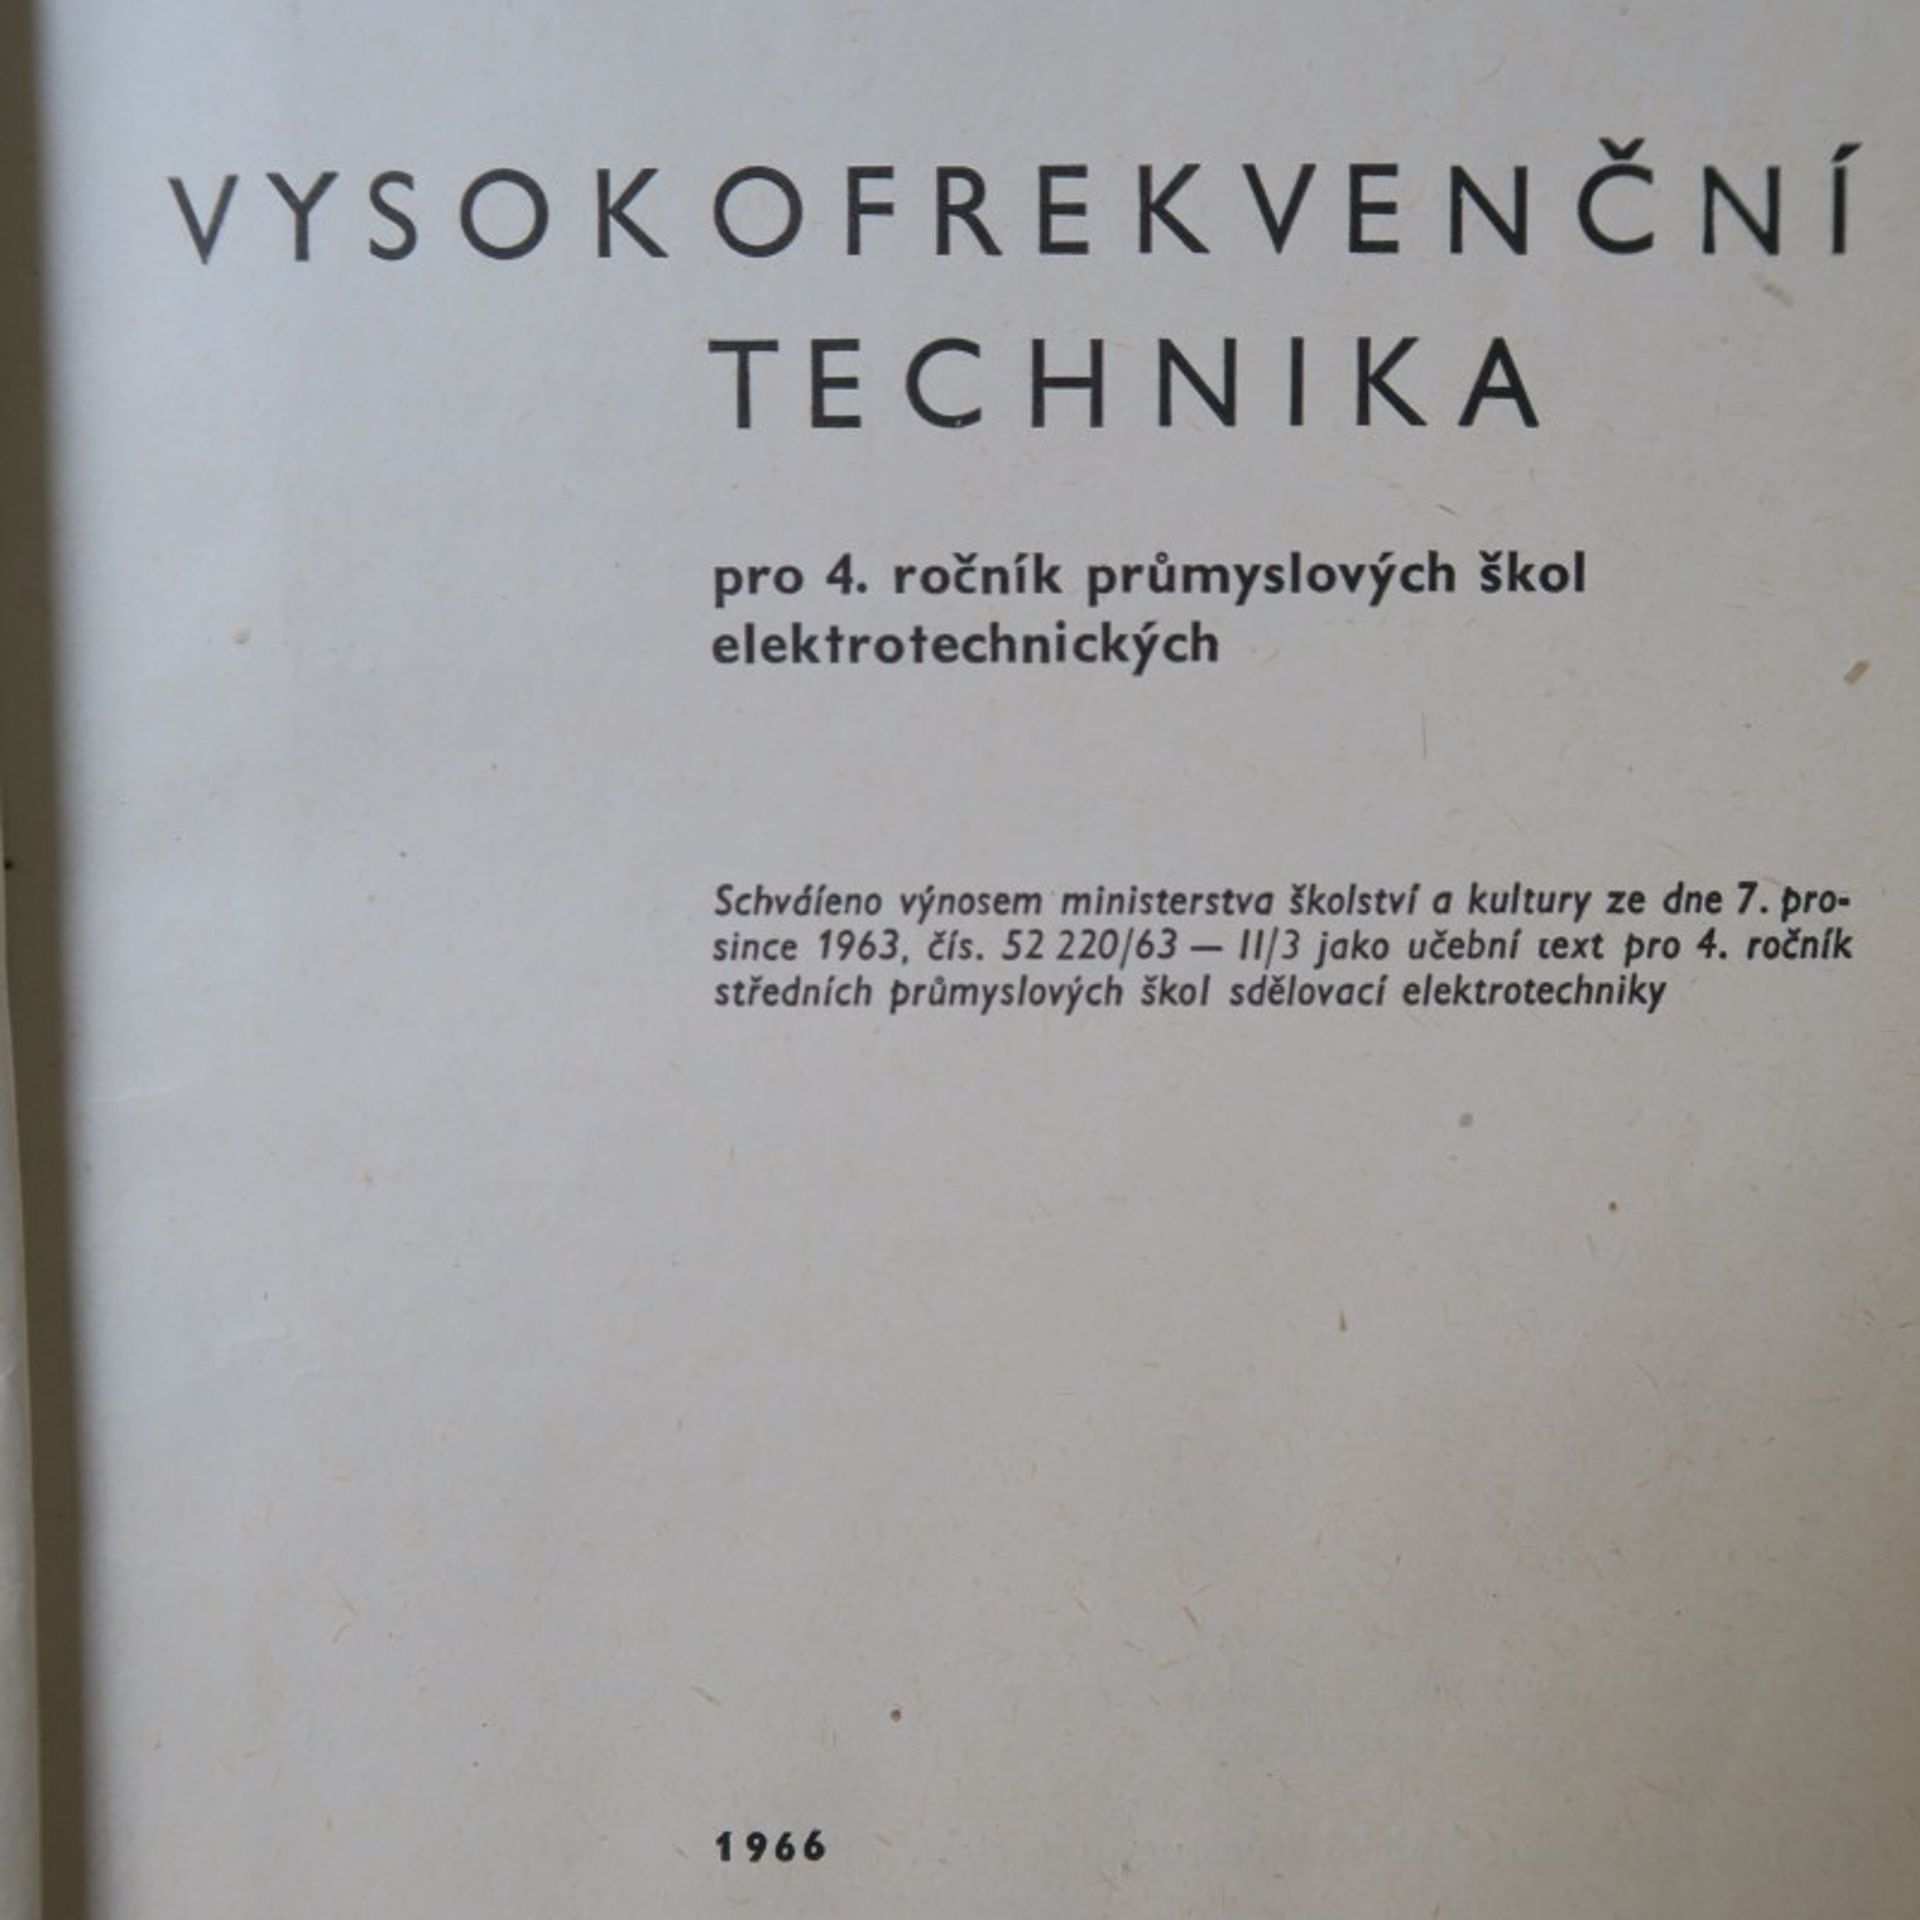 VYSOKOFREKVENČNÍ
TECHNIKA
pro 4. ročník průmyslových škol
elektrotechnických
Schváleno výnosem ministerstva školství a kultury ze dne 7. pro-
since 1963, čís. 52 220/63 — II/3 jako učební text pro 4. ročník
středních průmyslových škol sdělovací elektrotechniky
1966